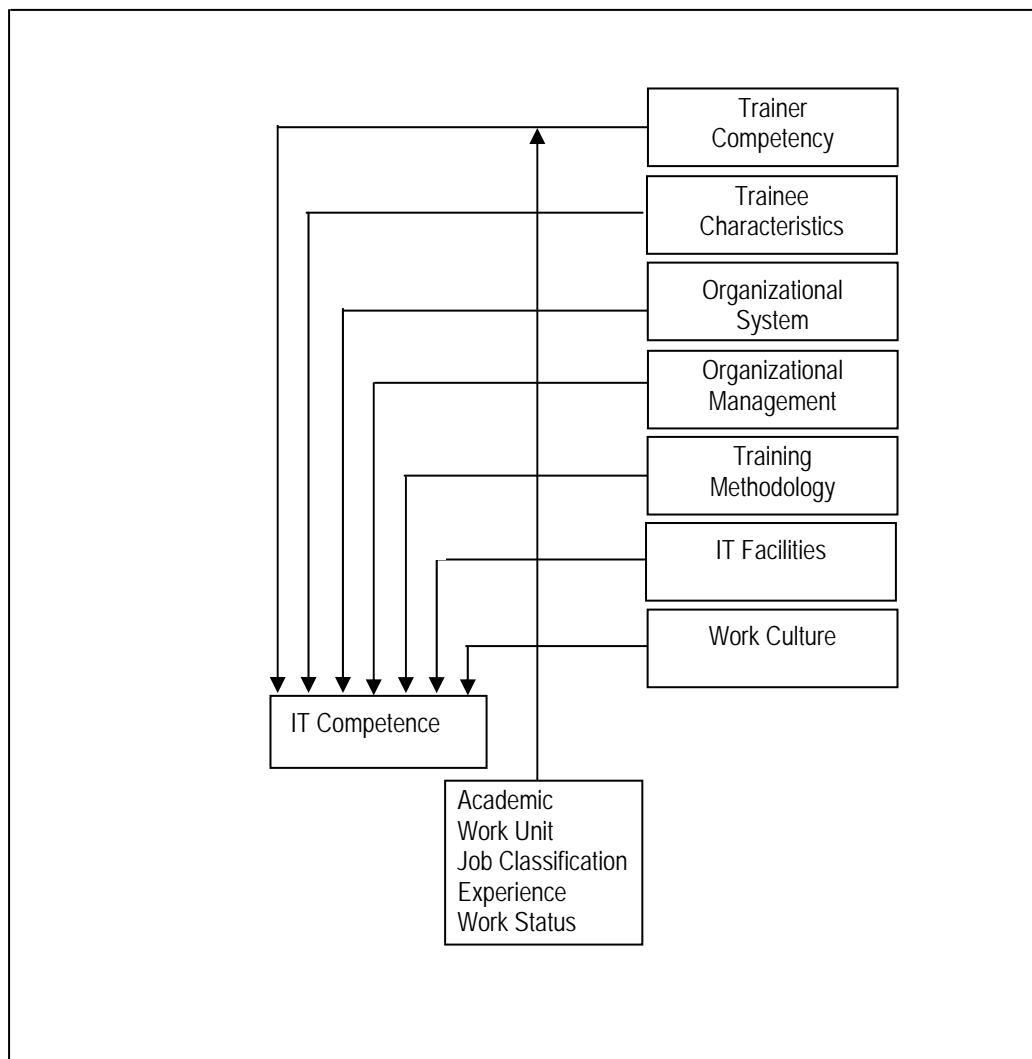 Trainer
Competency
Trainee
Characteristics
Organizational
System
Organizational
Management
Training
Methodology
IT Facilities
Work Culture
IT Competence
Academic
Work Unit
Job Classification
Experience
Work Status